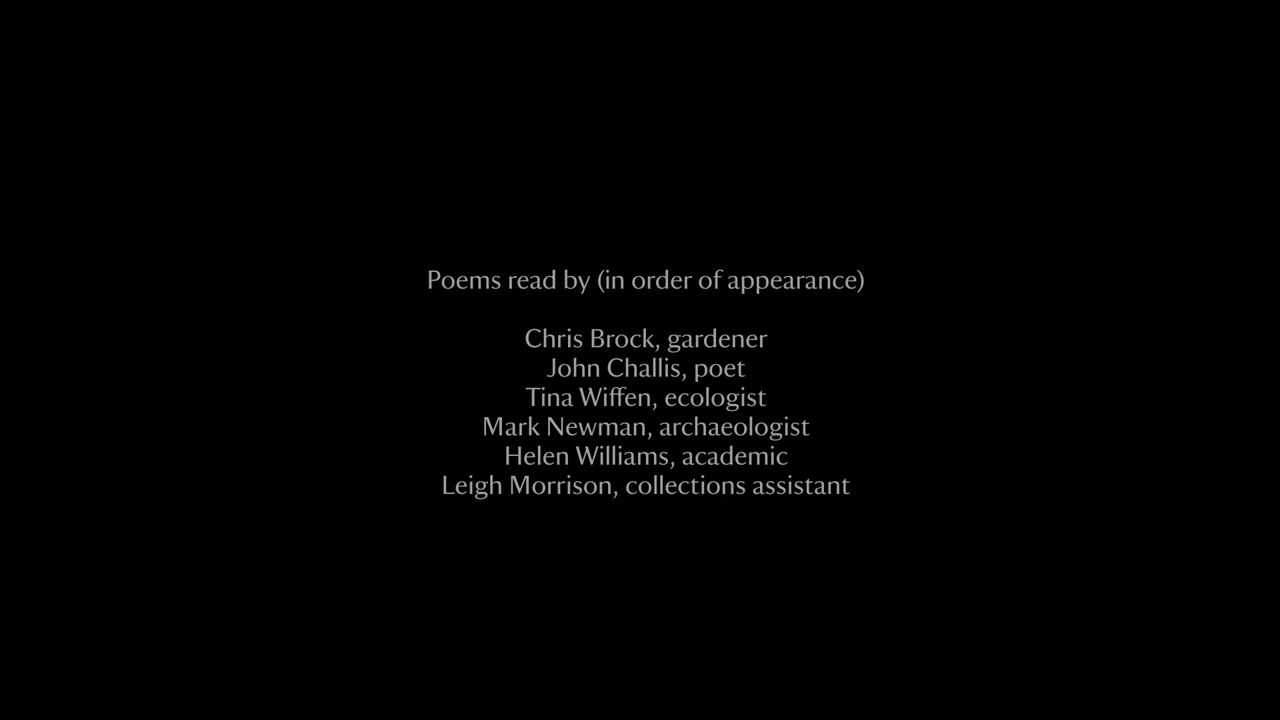 Poems read by (in order of appearance)
Chris Brock, gardener
John Challis, poet
Tina Wiffen, ecologist
Mark Newman, archaeologist
Helen Williams, academic
Leigh Morrison, collections assistant